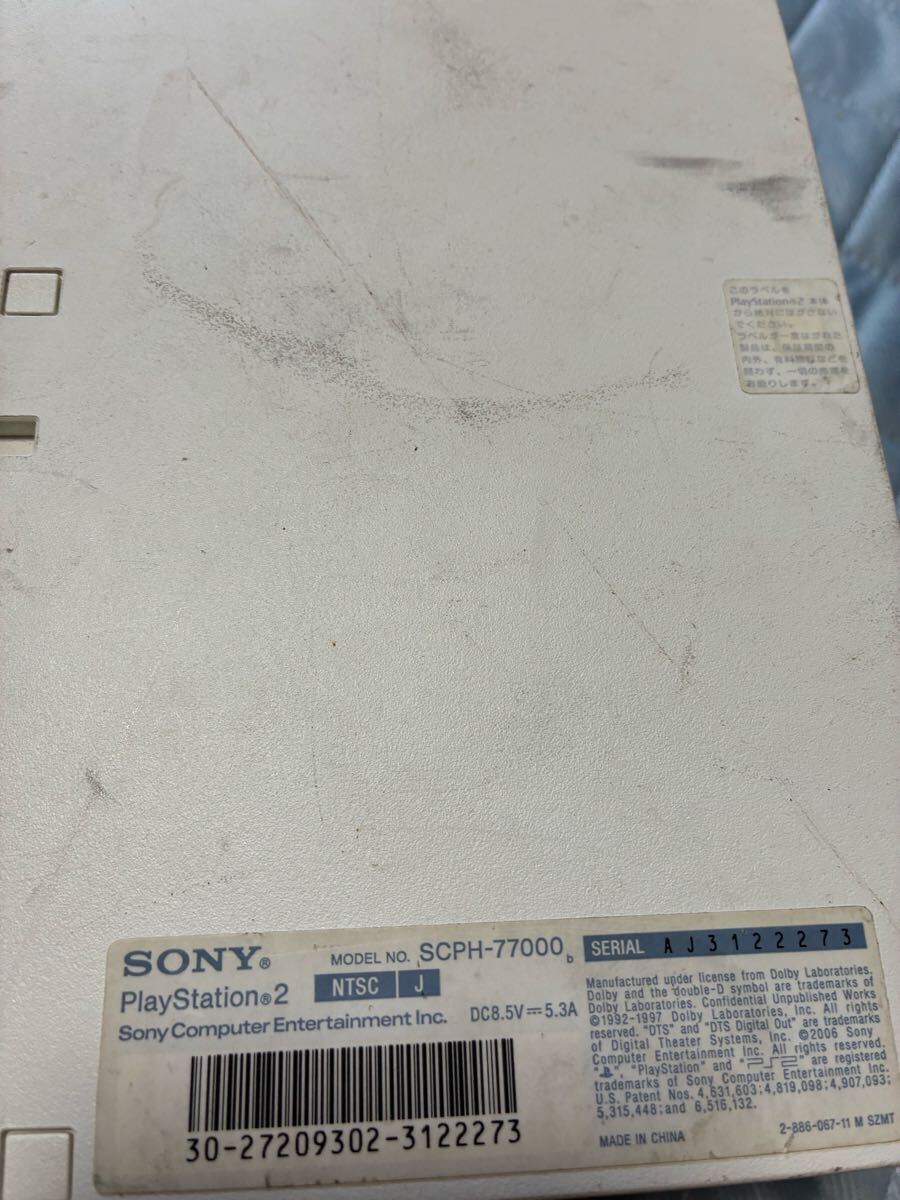 このラベルを
PlayStation®2 本体
から絶対にはがさない
でください。
ラベルが一度はがれた
製品は、保証期間の
内外、有料無料などを
問わず、一切の修理を
お断りします。
SONY®
PlayStation®2
Sony Computer Entertainment Inc.
MODEL NO. SCPH-77000 b
NTSC J
DC8.5V⎓5.3A
SERIAL AJ3122273
30-27209302-3122273
Manufactured under license from Dolby Laboratories.
Dolby and the double-D symbol are trademarks of
Dolby Laboratories. Confidential Unpublished Works
©1992-1997 Dolby Laboratories, Inc. All rights
reserved. "DTS" and "DTS Digital Out" are trademarks
of Digital Theater Systems, Inc. ©2006 Sony
Computer Entertainment Inc. All rights reserved.
" ", "PlayStation" and "PS2" are registered
trademarks of Sony Computer Entertainment Inc.
U.S. Patent Nos. 4,631,603; 4,819,098; 4,907,093;
5,315,448; and 6,516,132.
MADE IN CHINA
2-886-067-11 M SZMT